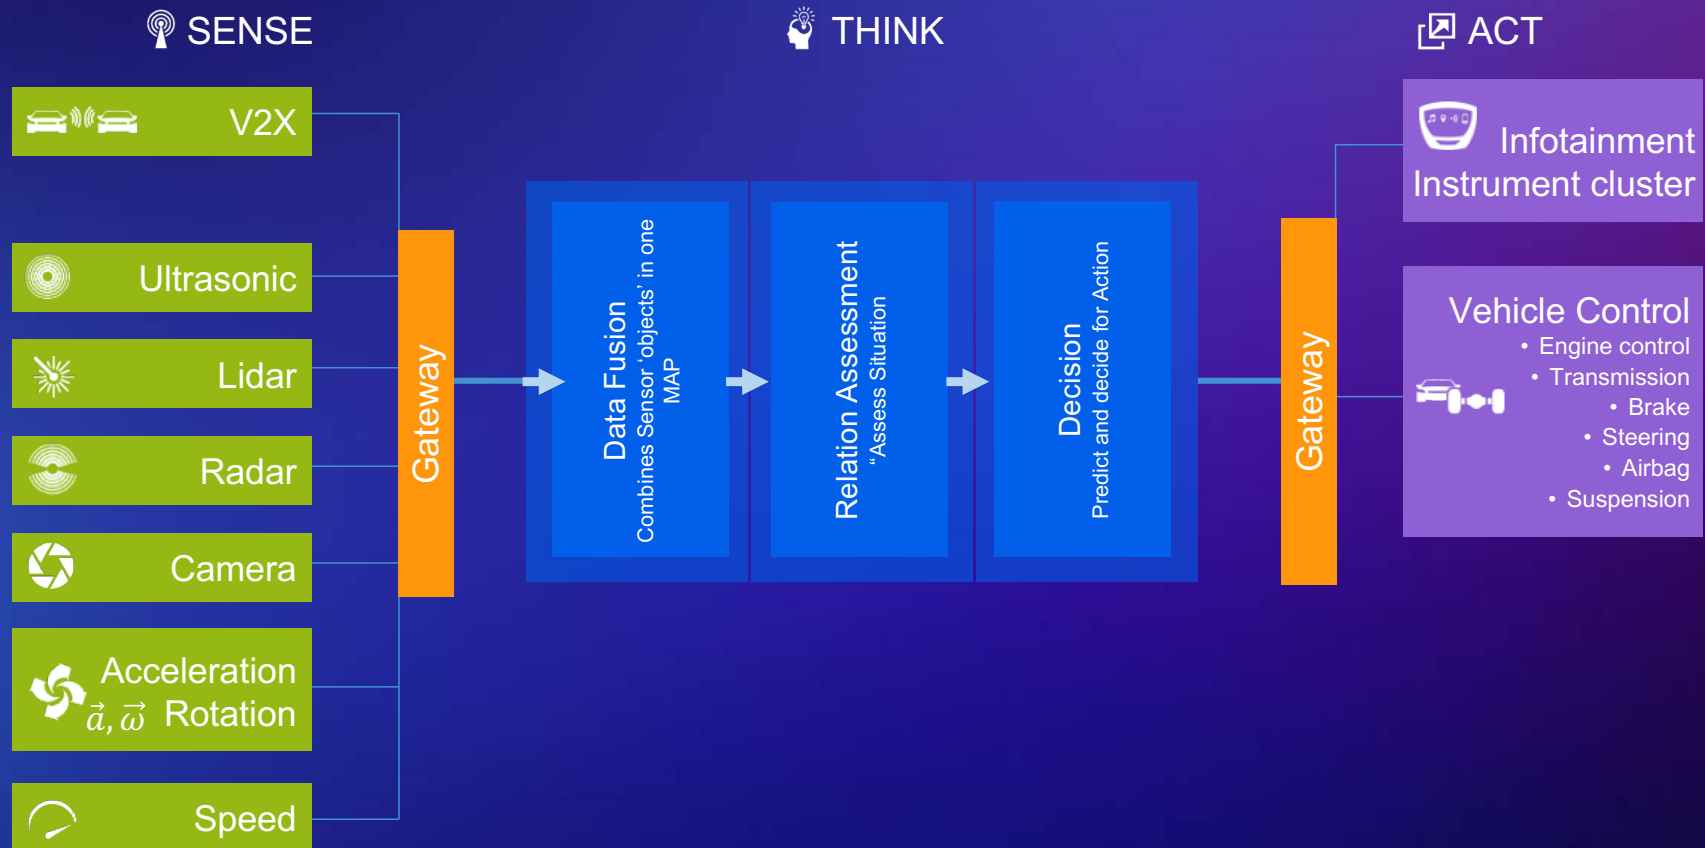 SENSE
THINK
ACT
V2X
Ultrasonic
Lidar
Radar
Camera
Acceleration
a⃗, ω⃗ Rotation
Speed
Gateway
Data Fusion
Combines Sensor ‘objects’ in one
MAP
Relation Assessment
“Assess Situation
Decision
Predict and decide for Action
Gateway
Infotainment
Instrument cluster
Vehicle Control
• Engine control
• Transmission
• Brake
• Steering
• Airbag
• Suspension